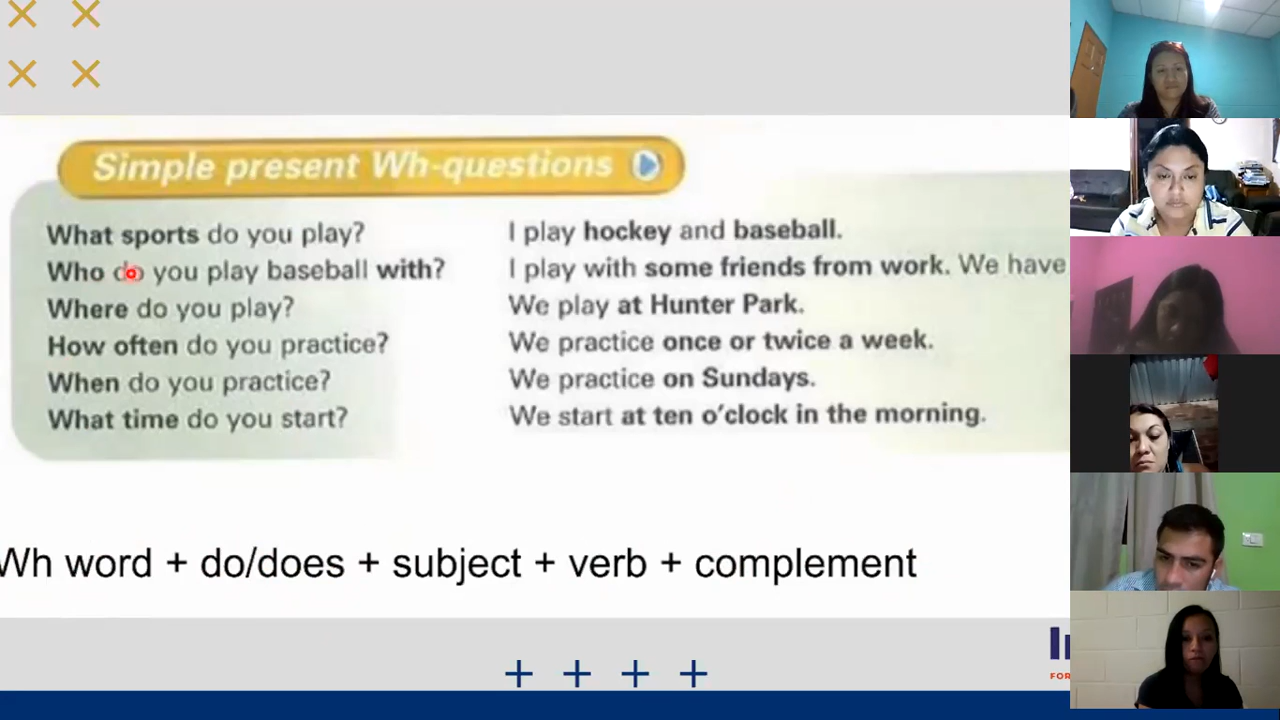 Simple present Wh-questions
What sports do you play? I play hockey and baseball.
Who do you play baseball with? I play with some friends from work. We have
Where do you play? We play at Hunter Park.
How often do you practice? We practice once or twice a week.
When do you practice? We practice on Sundays.
What time do you start? We start at ten o'clock in the morning.
Wh word + do/does + subject + verb + complement
FOR